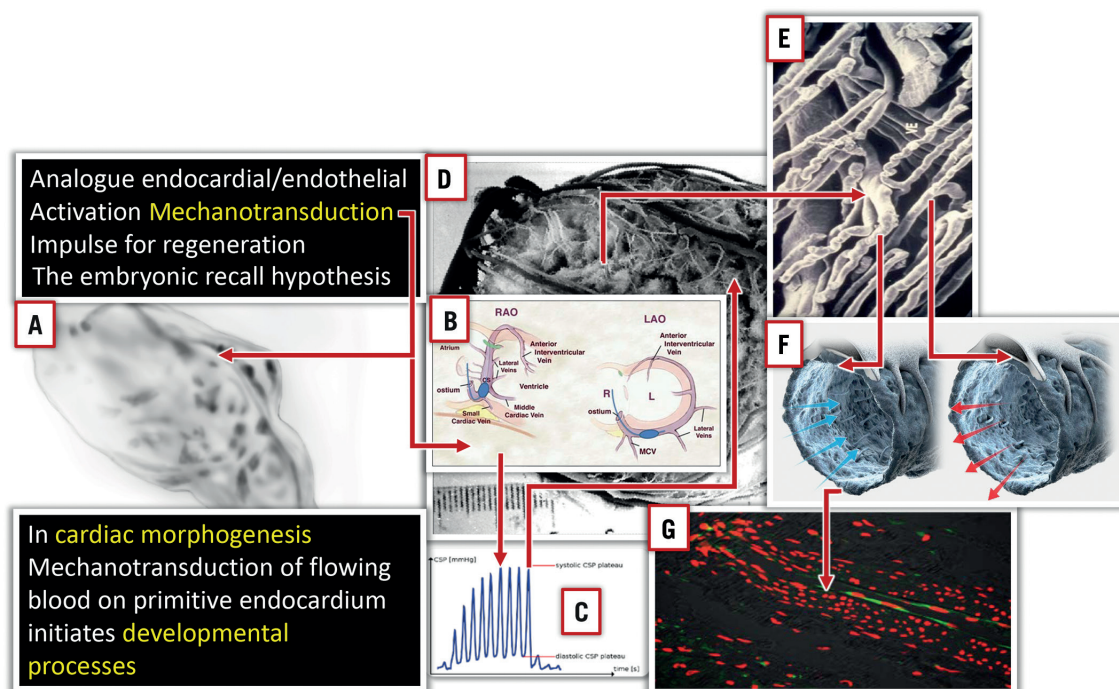 Analogue endocardial/endothelial
Activation Mechanotransduction
Impulse for regeneration
The embryonic recall hypothesis
A
In cardiac morphogenesis
Mechanotransduction of flowing
blood on primitive endocardium
initiates developmental
processes
D
B
RAO
LAO
Atrium
Anterior
Interventricular
Vein
Lateral
Veins
CS
Ventricle
ostium
Middle
Cardiac Vein
Small
Cardiac Vein
Anterior
Interventricular
Vein
R
L
ostium
Lateral
Veins
MCV
CSP [mmHg]
systolic CSP plateau
C
diastolic CSP plateau
time [s]
E
VE
F
G